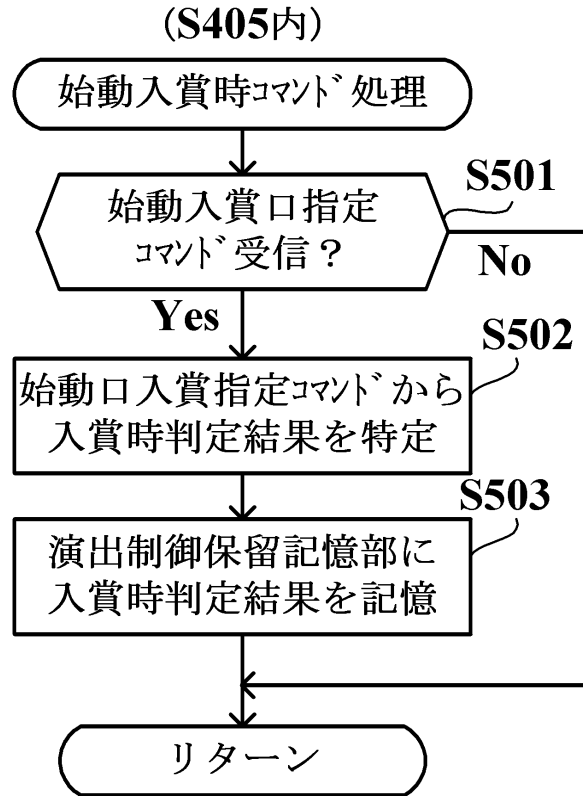 (S405内)
始動入賞時ｺﾏﾝﾄﾞ処理
始動入賞口指定
ｺﾏﾝﾄﾞ受信？
S501
No
Yes
S502
始動口入賞指定ｺﾏﾝﾄﾞから
入賞時判定結果を特定
S503
演出制御保留記憶部に
入賞時判定結果を記憶
リターン